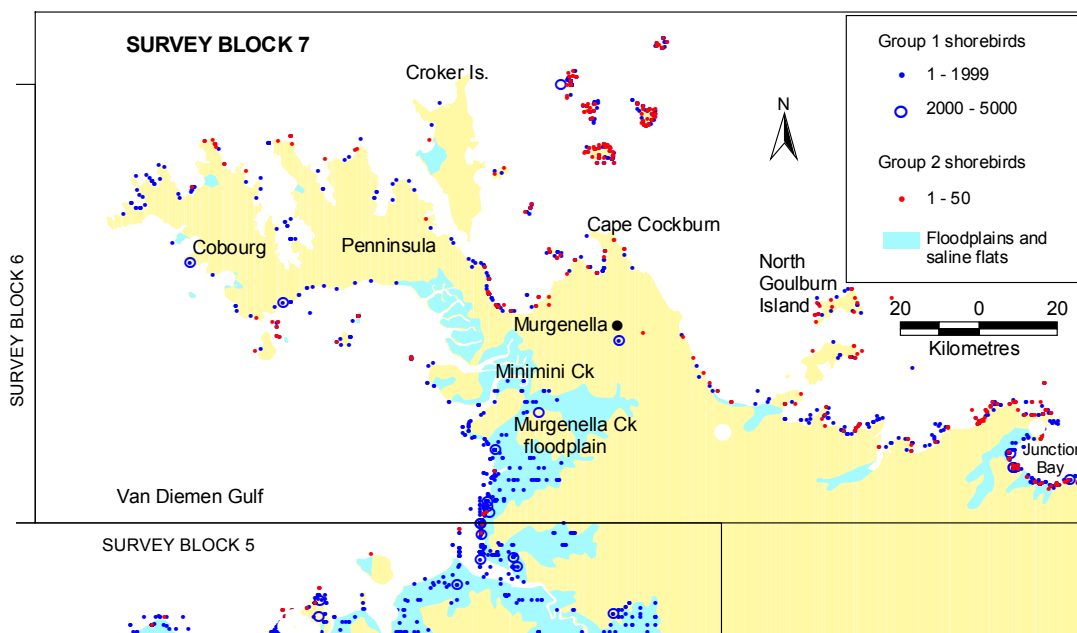 SURVEY BLOCK 7
Croker Is.
N
Group 1 shorebirds
1 - 1999
2000 - 5000
Group 2 shorebirds
1 - 50
Floodplains and
saline flats
SURVEY BLOCK 6
Cobourg
Penninsula
Cape Cockburn
North
Goulburn
Island
20 0 20
Kilometres
Murgenella
Minimini Ck
Murgenella Ck
floodplain
Junction
Bay
Van Diemen Gulf
SURVEY BLOCK 5